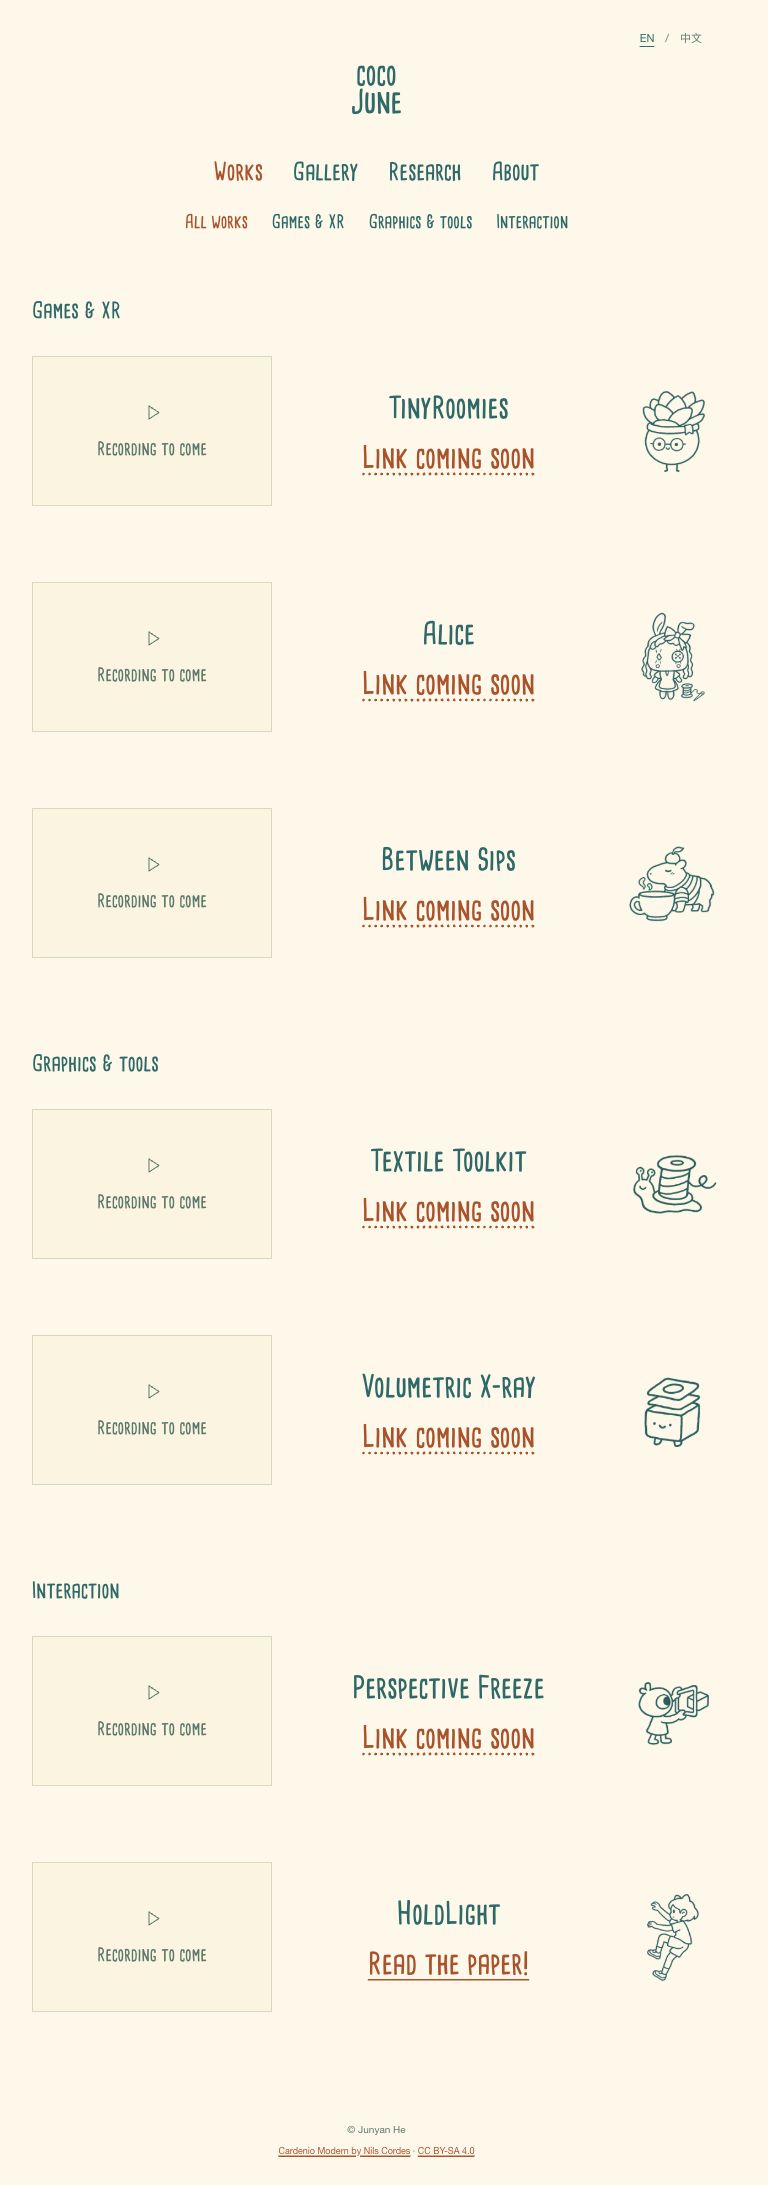 EN / 中文
coco
June
Works Gallery Research About
All works Games & XR Graphics & tools Interaction
Games & XR
Recording to come
TinyRoomies
Link coming soon
Recording to come
Alice
Link coming soon
Recording to come
Between Sips
Link coming soon
Graphics & tools
Recording to come
Textile Toolkit
Link coming soon
Recording to come
Volumetric X-ray
Link coming soon
Interaction
Recording to come
Perspective Freeze
Link coming soon
Recording to come
HoldLight
Read the paper!
© Junyan He
Cardenio Modern by Nils Cordes · CC BY-SA 4.0